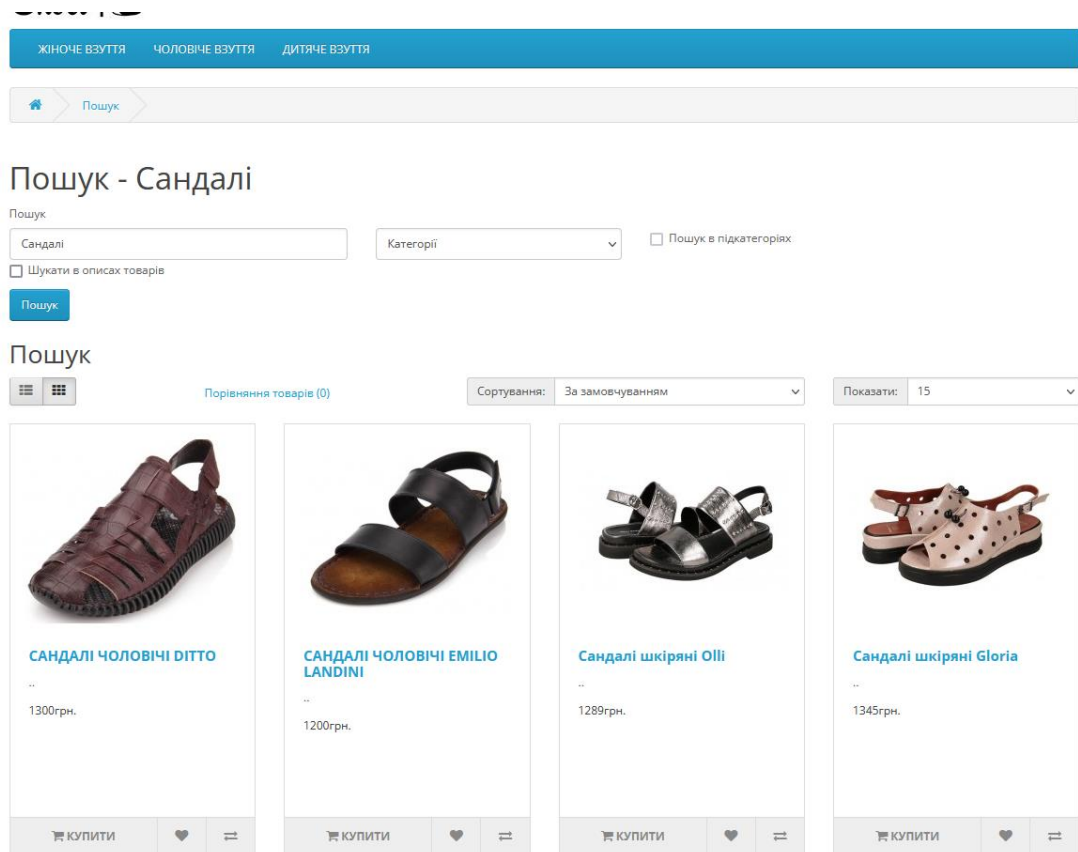 ЖІНОЧЕ ВЗУТТЯ ЧОЛОВІЧЕ ВЗУТТЯ ДИТЯЧЕ ВЗУТТЯ
Пошук
Пошук - Сандалі
Пошук
Сандалі Категорії Пошук в підкатегоріях
Шукати в описах товарів
Пошук
Пошук
Порівняння товарів (0) Сортування: За замовчуванням Показати: 15
САНДАЛІ ЧОЛОВІЧІ DITTO
..
1300грн.
КУПИТИ
САНДАЛІ ЧОЛОВІЧІ EMILIO
LANDINI
..
1200грн.
КУПИТИ
Сандалі шкіряні Olli
..
1289грн.
КУПИТИ
Сандалі шкіряні Gloria
..
1345грн.
КУПИТИ